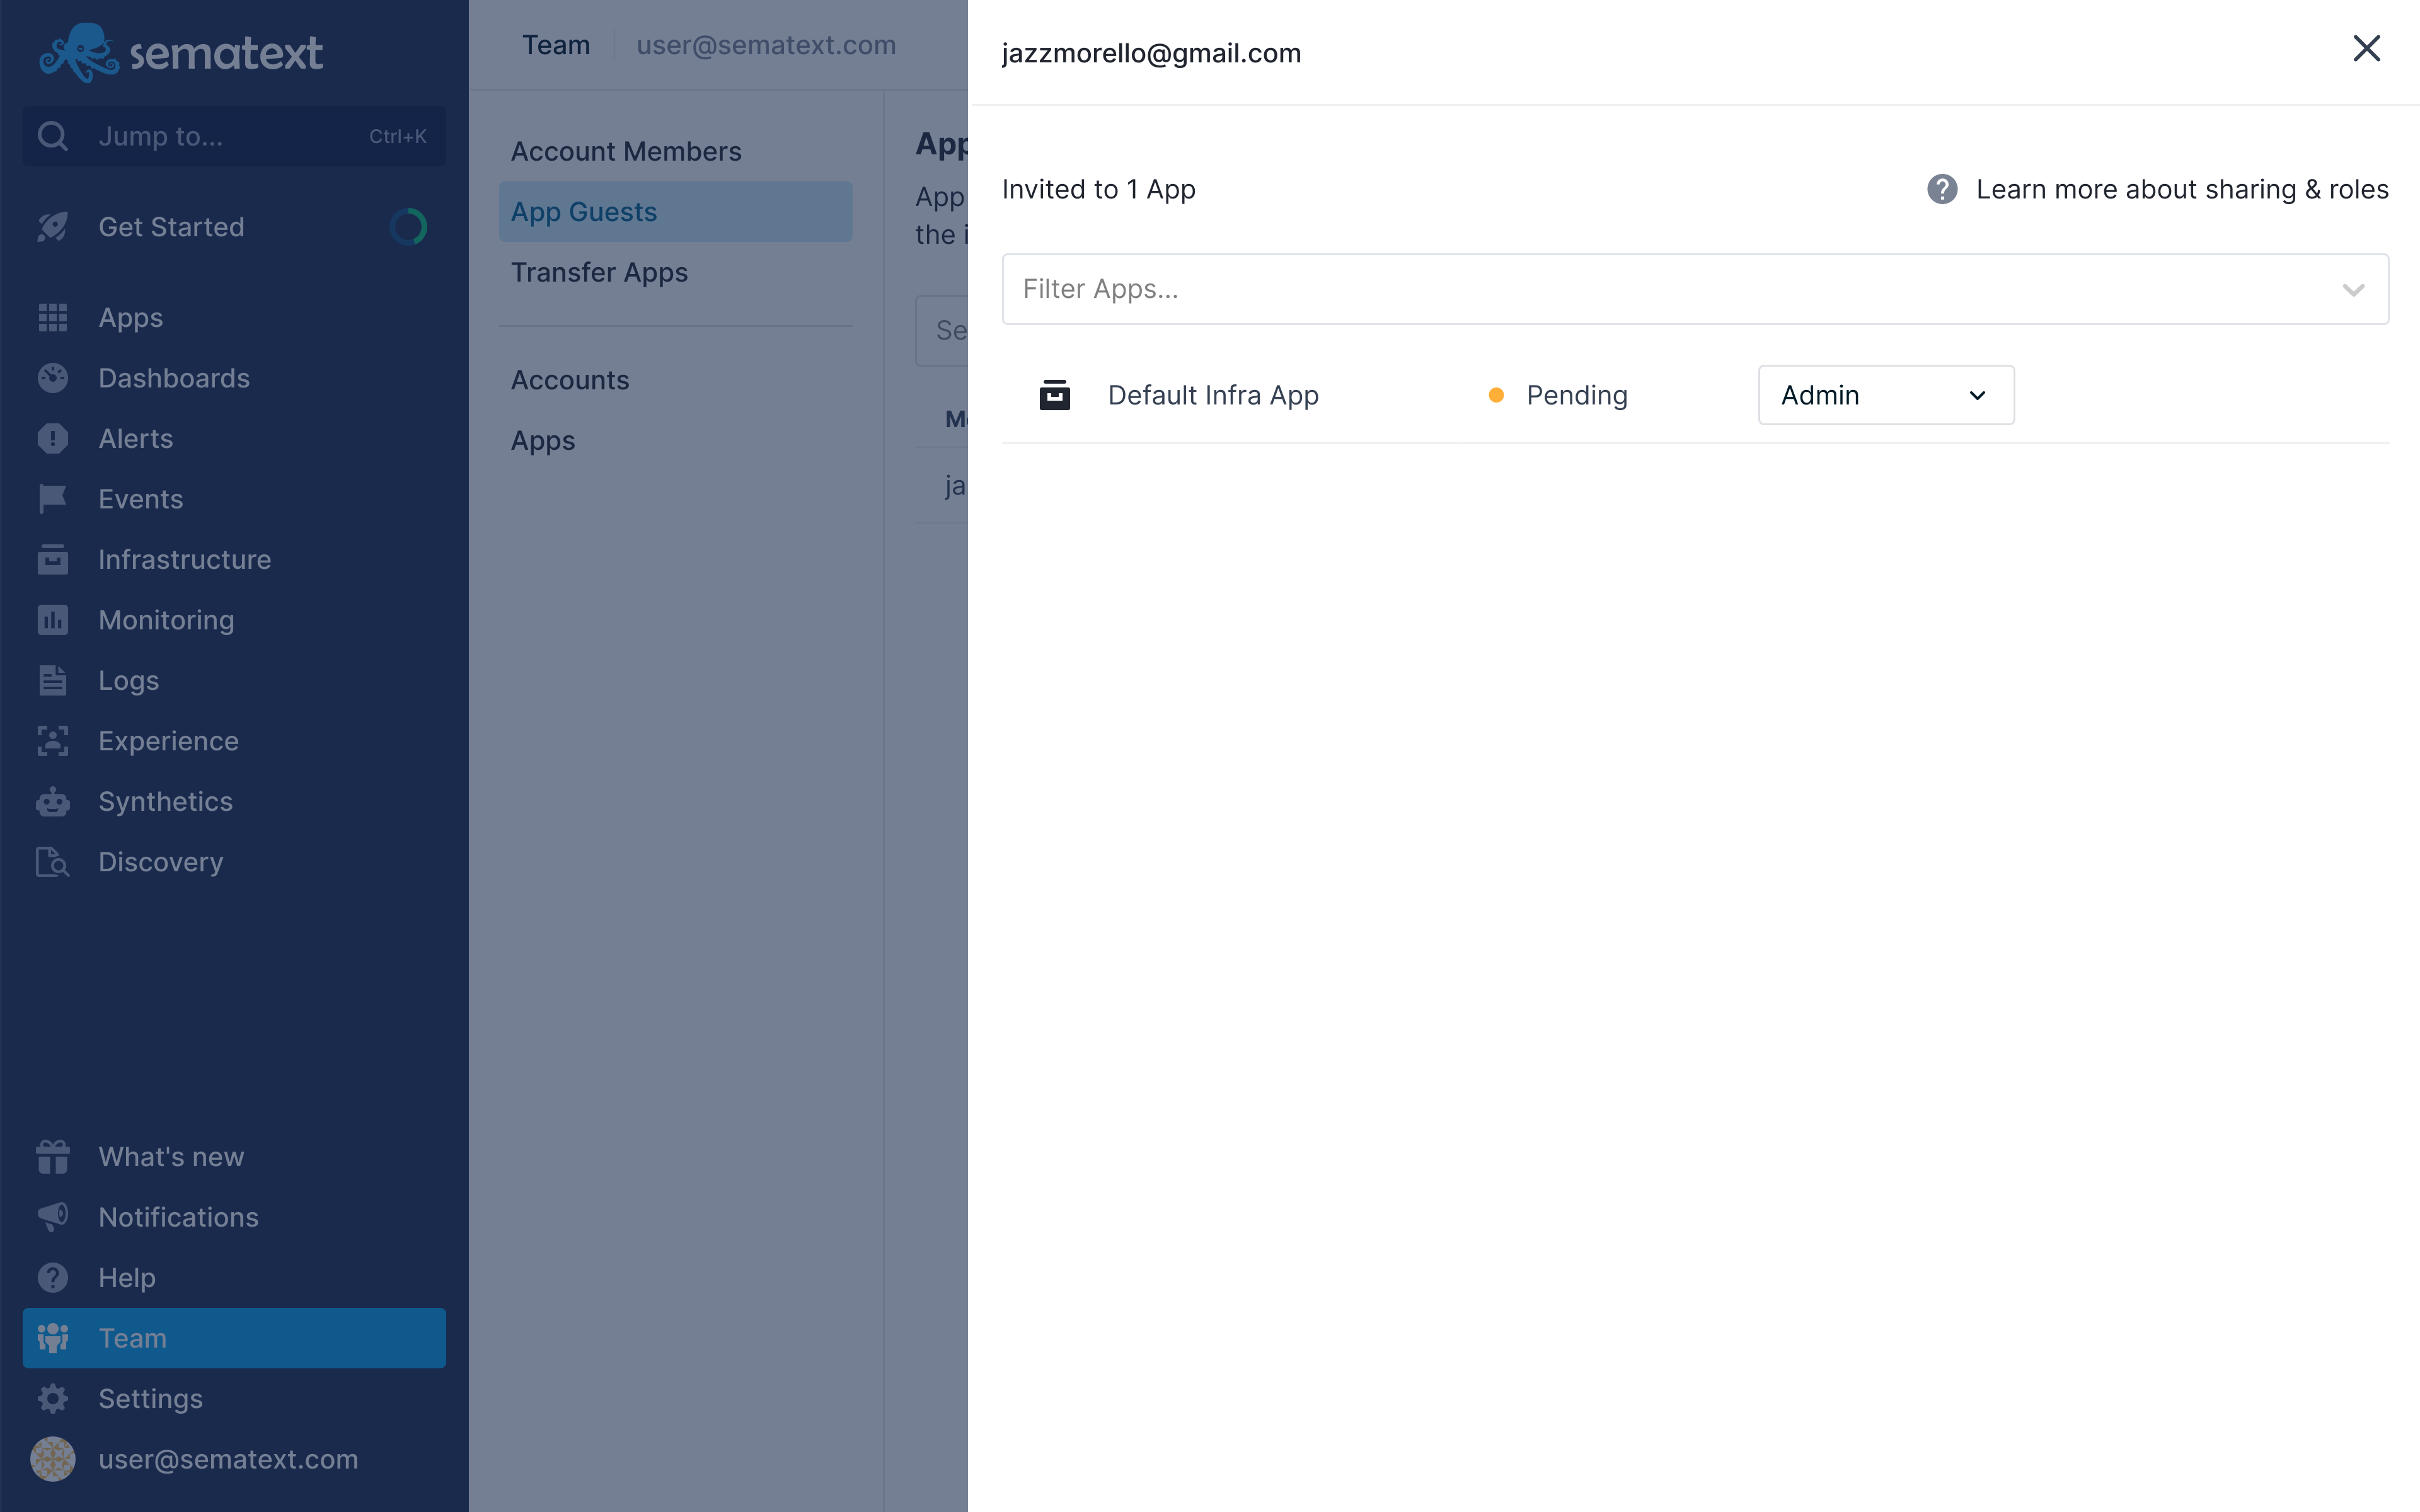 sematext
Jump to...
Ctrl+K
Get Started
Apps
Dashboards
Alerts
Events
Infrastructure
Monitoring
Logs
Experience
Synthetics
Discovery
What's new
Notifications
Help
Team
Settings
user@sematext.com
Team
user@sematext.com
Account Members
App Guests
Transfer Apps
Accounts
Apps
App
App
the i
Se
ja
jazzmorello@gmail.com
Invited to 1 App
Learn more about sharing & roles
Filter Apps...
Default Infra App
Pending
Admin